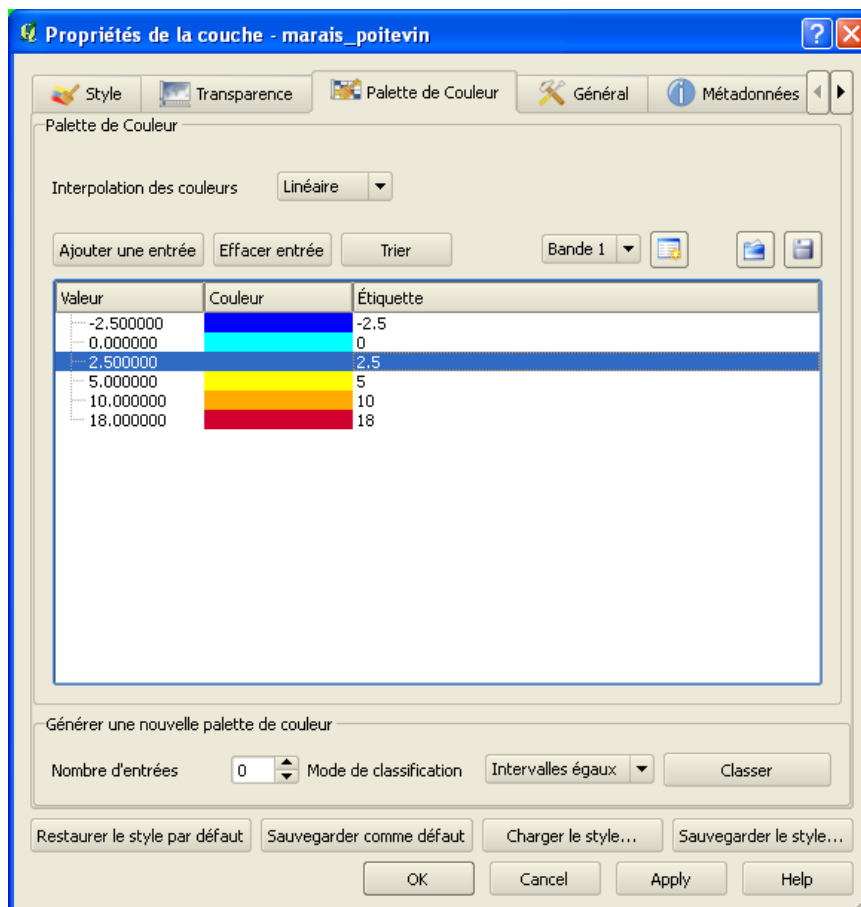 Propriétés de la couche - marais_poitevin
Style Transparence Palette de Couleur Général Métadonnées
Palette de Couleur
Interpolation des couleurs Linéaire
Ajouter une entrée Effacer entrée Trier Bande 1
Valeur Couleur Étiquette
-2.500000 -2.5
0.000000 0
2.500000 2.5
5.000000 5
10.000000 10
18.000000 18
Générer une nouvelle palette de couleur
Nombre d'entrées 0 Mode de classification Intervalles égaux Classer
Restaurer le style par défaut Sauvegarder comme défaut Charger le style... Sauvegarder le style...
OK Cancel Apply Help